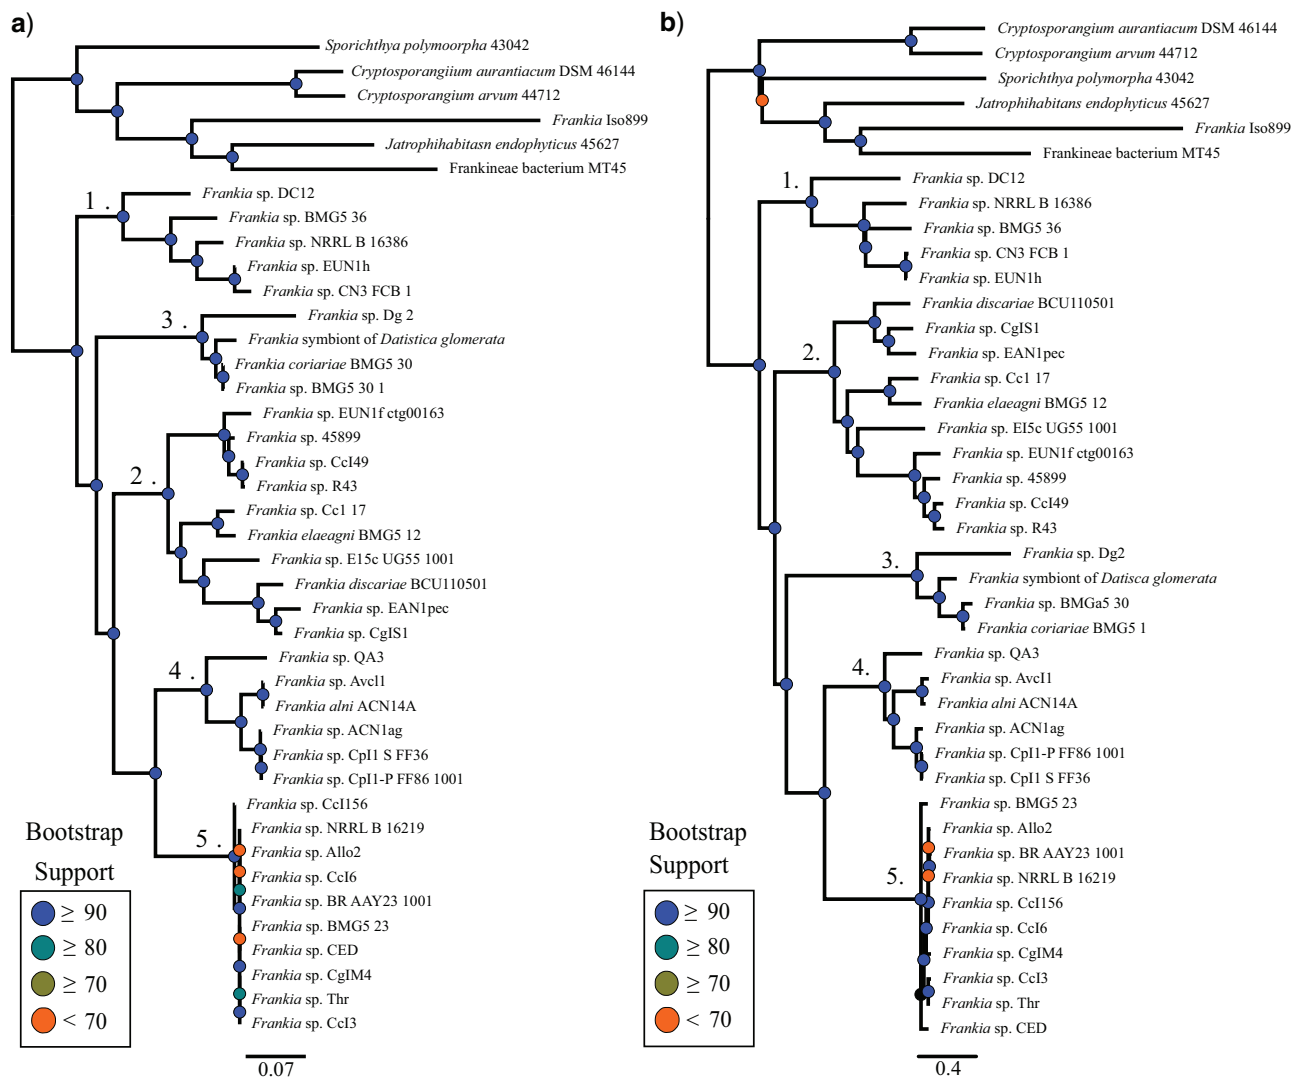 a)
Sporichthya polymoorpha 43042
Cryptosporangiium aurantiacum DSM 46144
Cryptosporangium arvum 44712
Frankia Iso899
Jatrophihabitasn endophyticus 45627
Frankineae bacterium MT45
1 .
Frankia sp. DC12
Frankia sp. BMG5 36
Frankia sp. NRRL B 16386
Frankia sp. EUN1h
Frankia sp. CN3 FCB 1
3 .
Frankia sp. Dg 2
Frankia symbiont of Datistica glomerata
Frankia coriariae BMG5 30
Frankia sp. BMG5 30 1
2 .
Frankia sp. EUN1f ctg00163
Frankia sp. 45899
Frankia sp. CcI49
Frankia sp. R43
Frankia sp. Cc1 17
Frankia elaeagni BMG5 12
Frankia sp. E15c UG55 1001
Frankia discariae BCU110501
Frankia sp. EAN1pec
Frankia sp. CgIS1
4 .
Frankia sp. QA3
Frankia sp. Avcl1
Frankia alni ACN14A
Frankia sp. ACN1ag
Frankia sp. CpI1 S FF36
Frankia sp. CpI1-P FF86 1001
5 .
Frankia sp. CcI156
Frankia sp. NRRL B 16219
Frankia sp. Allo2
Frankia sp. CcI6
Frankia sp. BR AAY23 1001
Frankia sp. BMG5 23
Frankia sp. CED
Frankia sp. CgIM4
Frankia sp. Thr
Frankia sp. CcI3
Bootstrap
Support
≥ 90
≥ 80
≥ 70
< 70
0.07
b)
Cryptosporangium aurantiacum DSM 46144
Cryptosporangium arvum 44712
Sporichthya polymorpha 43042
Jatrophihabitans endophyticus 45627
Frankia Iso899
Frankineae bacterium MT45
1.
Frankia sp. DC12
Frankia sp. NRRL B 16386
Frankia sp. BMG5 36
Frankia sp. CN3 FCB 1
Frankia sp. EUN1h
2.
Frankia discariae BCU110501
Frankia sp. CgIS1
Frankia sp. EAN1pec
Frankia sp. Cc1 17
Frankia elaeagni BMG5 12
Frankia sp. EI5c UG55 1001
Frankia sp. EUN1f ctg00163
Frankia sp. 45899
Frankia sp. CcI49
Frankia sp. R43
3.
Frankia sp. Dg2
Frankia symbiont of Datisca glomerata
Frankia sp. BMGa5 30
Frankia coriariae BMG5 1
4.
Frankia sp. QA3
Frankia sp. AvcI1
Frankia alni ACN14A
Frankia sp. ACN1ag
Frankia sp. CpI1-P FF86 1001
Frankia sp. CpI1 S FF36
5.
Frankia sp. BMG5 23
Frankia sp. Allo2
Frankia sp. BR AAY23 1001
Frankia sp. NRRL B 16219
Frankia sp. CcI156
Frankia sp. CcI6
Frankia sp. CgIM4
Frankia sp. CcI3
Frankia sp. Thr
Frankia sp. CED
Bootstrap
Support
≥ 90
≥ 80
≥ 70
< 70
0.4